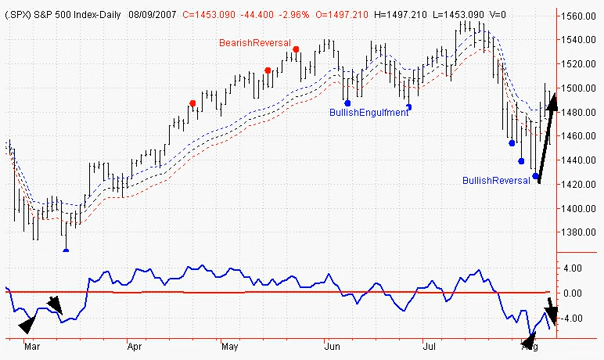 (.SPX) S&P 500 Index-Daily 08/09/2007 C=1453.090 -44.400 -2.96% O=1497.210 H=1497.210 L=1453.090 V=0
1560.00
1540.00
BearishReversal
1520.00
1500.00
BullishEngulfment
1480.00
1460.00
1440.00
BullishReversal
1420.00
1400.00
1380.00
4.00
0.00
-4.00
Mar Apr May Jun Jul Aug